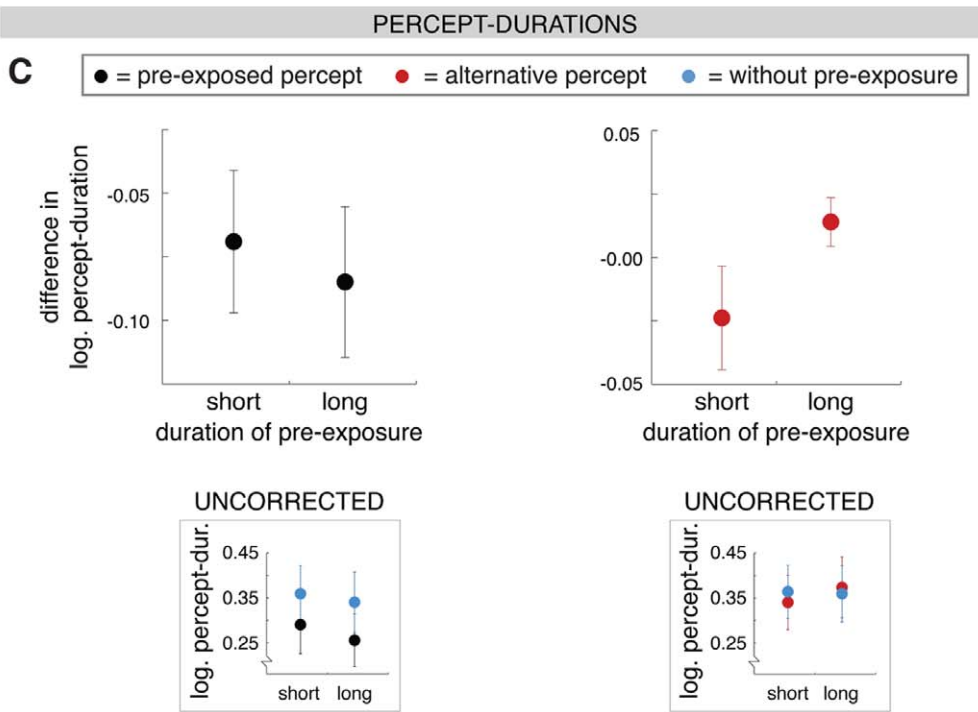 PERCEPT-DURATIONS
C
= pre-exposed percept = alternative percept = without pre-exposure
difference in
log. percept-duration
-0.05
-0.10
short long
duration of pre-exposure
0.05
-0.00
-0.05
short long
duration of pre-exposure
UNCORRECTED
log. percept-dur.
0.45
0.35
0.25
short long
UNCORRECTED
log. percept-dur.
0.45
0.35
0.25
short long